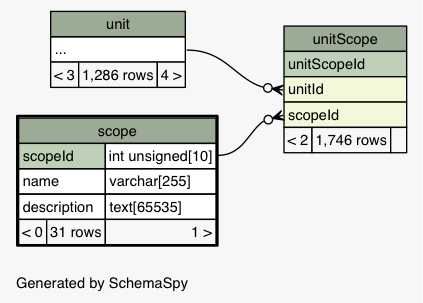 unit
...
< 3 1,286 rows 4 >
unitScope
unitScopeId
unitId
scopeId
< 2 1,746 rows
scope
scopeId int unsigned[10]
name varchar[255]
description text[65535]
< 0 31 rows 1 >
Generated by SchemaSpy